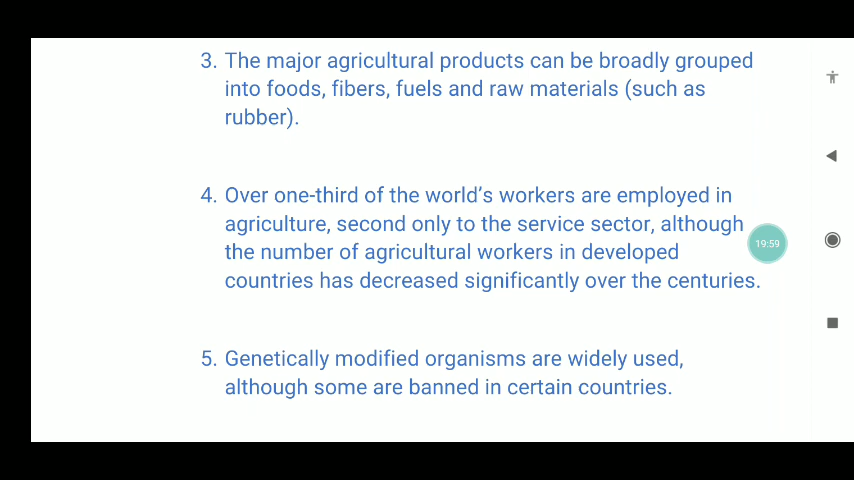 3. The major agricultural products can be broadly grouped
into foods, fibers, fuels and raw materials (such as
rubber).
4. Over one-third of the world's workers are employed in
agriculture, second only to the service sector, although
the number of agricultural workers in developed
countries has decreased significantly over the centuries.
19:59
5. Genetically modified organisms are widely used,
although some are banned in certain countries.